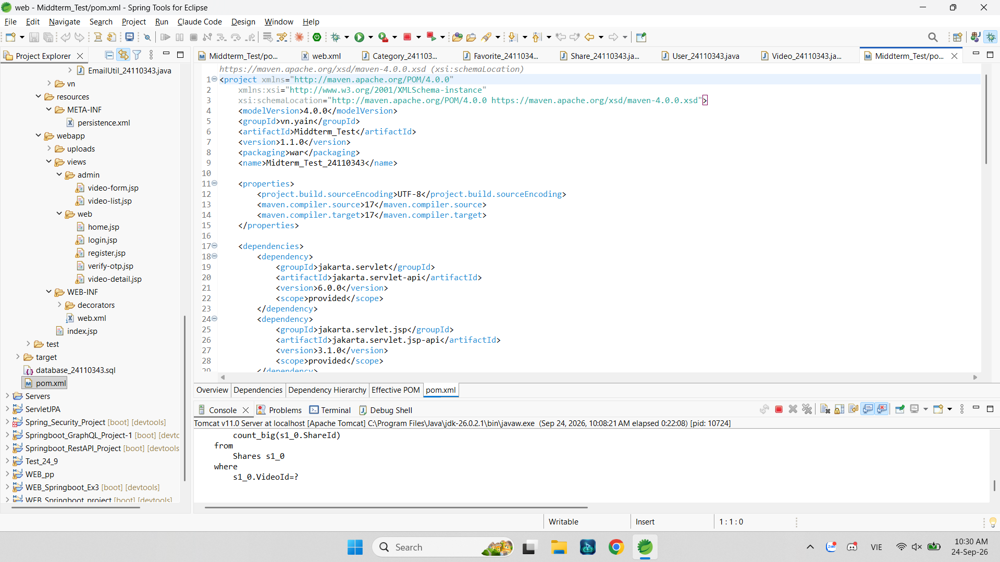 web - Middterm_Test/pom.xml - Spring Tools for Eclipse
File Edit Navigate Search Project Run Claude Code Design Window Help
Project Explorer
EmailUtil_24110343.java
vn
resources
META-INF
persistence.xml
webapp
uploads
views
admin
video-form.jsp
video-list.jsp
web
home.jsp
login.jsp
register.jsp
verify-otp.jsp
video-detail.jsp
WEB-INF
decorators
web.xml
index.jsp
test
target
database_24110343.sql
pom.xml
Servers
ServletJPA
Spring_Security_Project [boot] [devtools]
Springboot_GraphQL_Project-1 [boot] [devtc
Springboot_RestAPI_Project [boot] [devtools
Test_24_9
WEB_pp
WEB_Springboot_Ex3 [boot] [devtools]
WEB_Springboot_project [boot] [devtools]
Middterm_Test/po... web.xml Category_241103... Favorite_2411034... Share_24110343.ja... User_24110343.java Video_24110343.ja... Middterm_Test/po...
https://maven.apache.org/xsd/maven-4.0.0.xsd (xsi:schemaLocation)
1 <project xmlns="http://maven.apache.org/POM/4.0.0"
2 xmlns:xsi="http://www.w3.org/2001/XMLSchema-instance"
3 xsi:schemaLocation="http://maven.apache.org/POM/4.0.0 https://maven.apache.org/xsd/maven-4.0.0.xsd">
4 <modelVersion>4.0.0</modelVersion>
5 <groupId>vn.yain</groupId>
6 <artifactId>Middterm_Test</artifactId>
7 <version>1.1.0</version>
8 <packaging>war</packaging>
9 <name>Midterm_Test_24110343</name>
10
11 <properties>
12 <project.build.sourceEncoding>UTF-8</project.build.sourceEncoding>
13 <maven.compiler.source>17</maven.compiler.source>
14 <maven.compiler.target>17</maven.compiler.target>
15 </properties>
16
17 <dependencies>
18 <dependency>
19 <groupId>jakarta.servlet</groupId>
20 <artifactId>jakarta.servlet-api</artifactId>
21 <version>6.0.0</version>
22 <scope>provided</scope>
23 </dependency>
24 <dependency>
25 <groupId>jakarta.servlet.jsp</groupId>
26 <artifactId>jakarta.servlet.jsp-api</artifactId>
27 <version>3.1.0</version>
28 <scope>provided</scope>
29 </dependency>
Overview Dependencies Dependency Hierarchy Effective POM pom.xml
Console Problems Terminal Debug Shell
Tomcat v11.0 Server at localhost [Apache Tomcat] C:\Program Files\Java\jdk-26.0.2.1\bin\javaw.exe (Sep 24, 2026, 10:08:21 AM elapsed 0:22:08) [pid: 10724]
count_big(s1_0.ShareId)
from
Shares s1_0
where
s1_0.VideoId=?
Writable Insert 1 : 1 : 0
Search
Zalo
VIE
10:30 AM
24-Sep-26